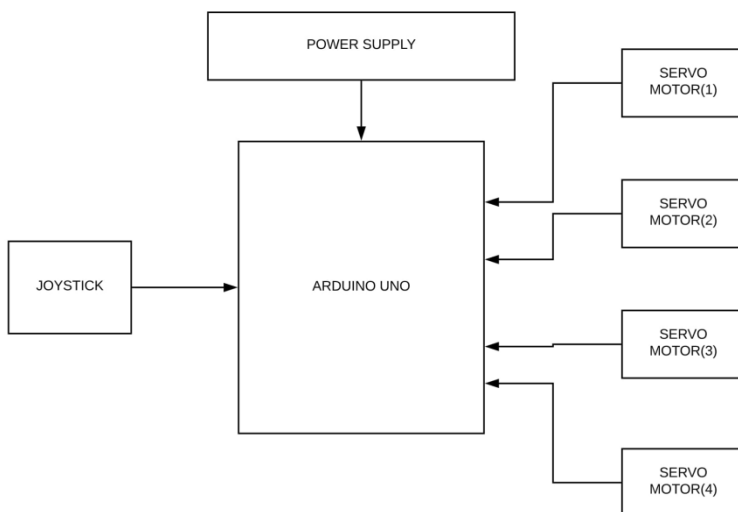 POWER SUPPLY
SERVO
MOTOR(1)
SERVO
MOTOR(2)
JOYSTICK
ARDUINO UNO
SERVO
MOTOR(3)
SERVO
MOTOR(4)